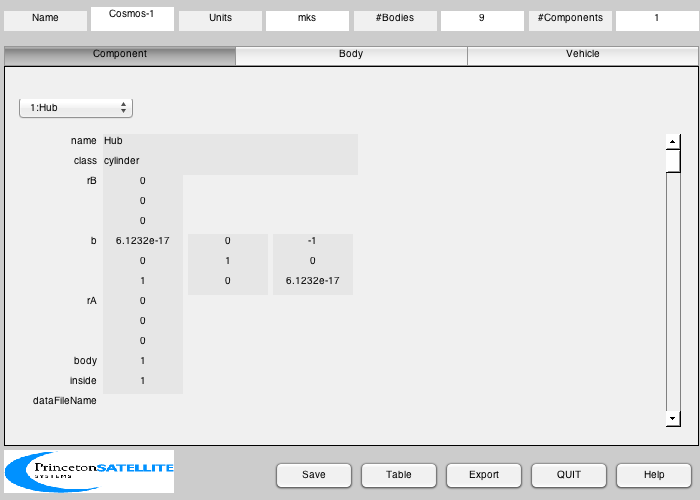 Name Cosmos-1 Units mks #Bodies 9 #Components 1
Component Body Vehicle
1:Hub
name Hub
class cylinder
rB 0
0
0
b 6.1232e-17 0 -1
0 1 0
1 0 6.1232e-17
rA 0
0
0
body 1
inside 1
dataFileName
PrincetonSATELLITE
SYSTEMS
Save Table Export QUIT Help